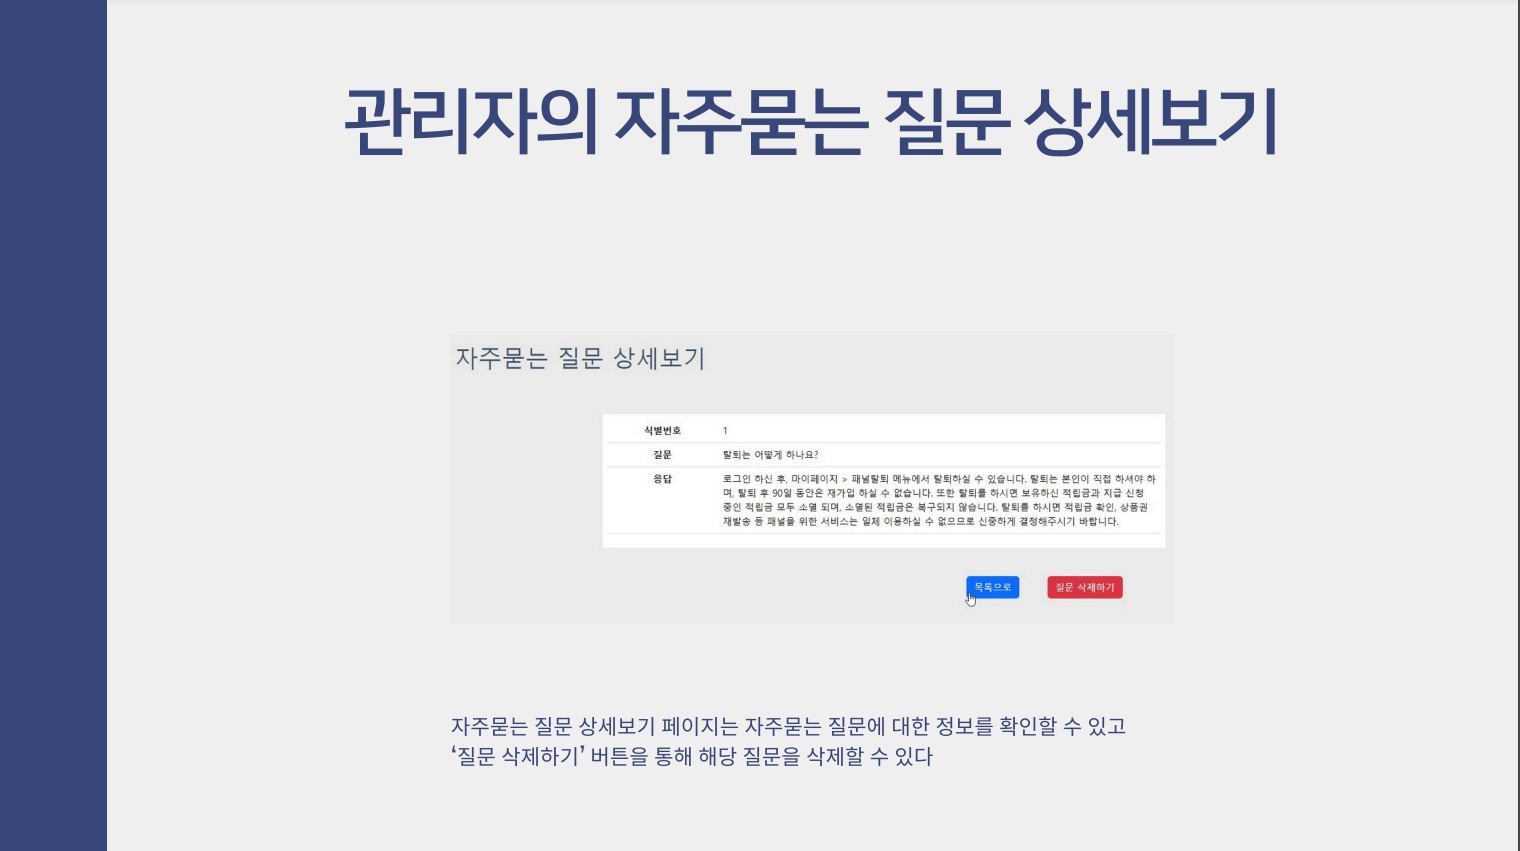 관리자의 자주묻는 질문 상세보기
자주묻는 질문 상세보기
식별번호 1
질문 탈퇴는 어떻게 하나요?
응답 로그인 하신 후, 마이페이지 > 패널탈퇴 메뉴에서 탈퇴하실 수 있습니다. 탈퇴는 본인이 직접 하셔야 하
며, 탈퇴 후 90일 동안은 재가입 하실 수 없습니다. 또한 탈퇴를 하시면 보유하신 적립금과 지급 신청
중인 적립금 모두 소멸 되며, 소멸된 적립금은 복구되지 않습니다. 탈퇴를 하시면 적립금 확인, 상품권
재발송 등 패널을 위한 서비스는 일체 이용하실 수 없으므로 신중하게 결정해주시기 바랍니다.
목록으로 질문 삭제하기
자주묻는 질문 상세보기 페이지는 자주묻는 질문에 대한 정보를 확인할 수 있고
‘질문 삭제하기’ 버튼을 통해 해당 질문을 삭제할 수 있다